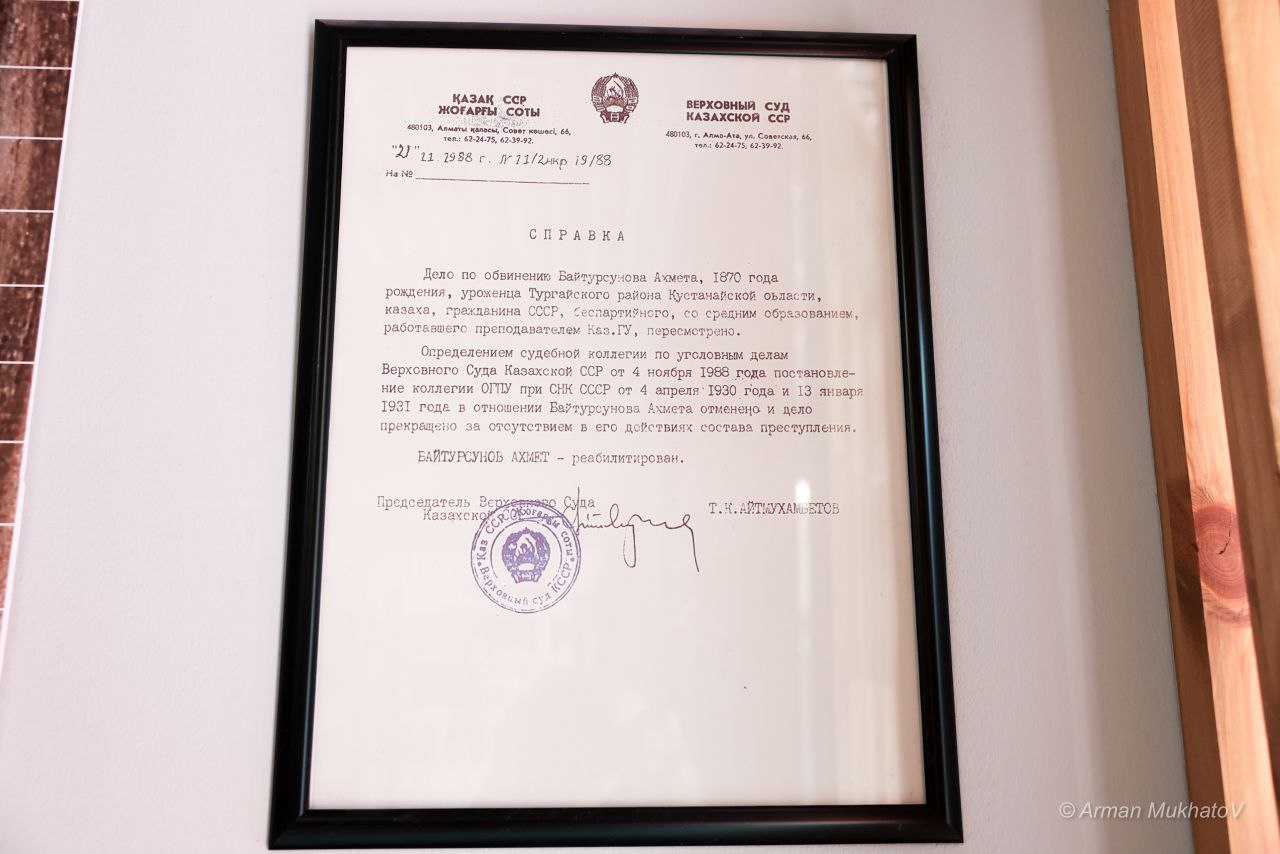 ҚАЗАҚ ССР
ЖОҒАРҒЫ СОТЫ
480103, Алматы қаласы, Совет көшесі, 66,
тел.: 62-24-75, 62-39-92.
ВЕРХОВНЫЙ СУД
КАЗАХСКОЙ ССР
480103, г. Алма-Ата, ул. Советская, 66,
тел.: 62-24-75, 62-39-92.
"21" 11.1988 г. № 11/2нкр 19/88
На №
СПРАВКА
Дело по обвинению Байтурсунова Ахмета, 1870 года
рождения, уроженца Тургайского района Кустанайской области,
казаха, гражданина СССР, беспартийного, со средним образованием,
работавшего преподавателем Каз.ГУ, пересмотрено.
Определением судебной коллегии по уголовным делам
Верховного Суда Казахской ССР от 4 ноября 1988 года постановле-
ние коллегии ОГПУ при СНК СССР от 4 апреля 1930 года и 13 января
1931 года в отношении Байтурсунова Ахмета отменено и дело
прекращено за отсутствием в его действиях состава преступления.
БАЙТУРСУНОВ АХМЕТ - реабилитирован.
Председатель Верховного Суда
Казахской ССР
Т.К.АЙТМУХАМБЕТОВ
Каз ССР Жоғарғы соты
Верховный суд КССР
© Arman MukhatoV